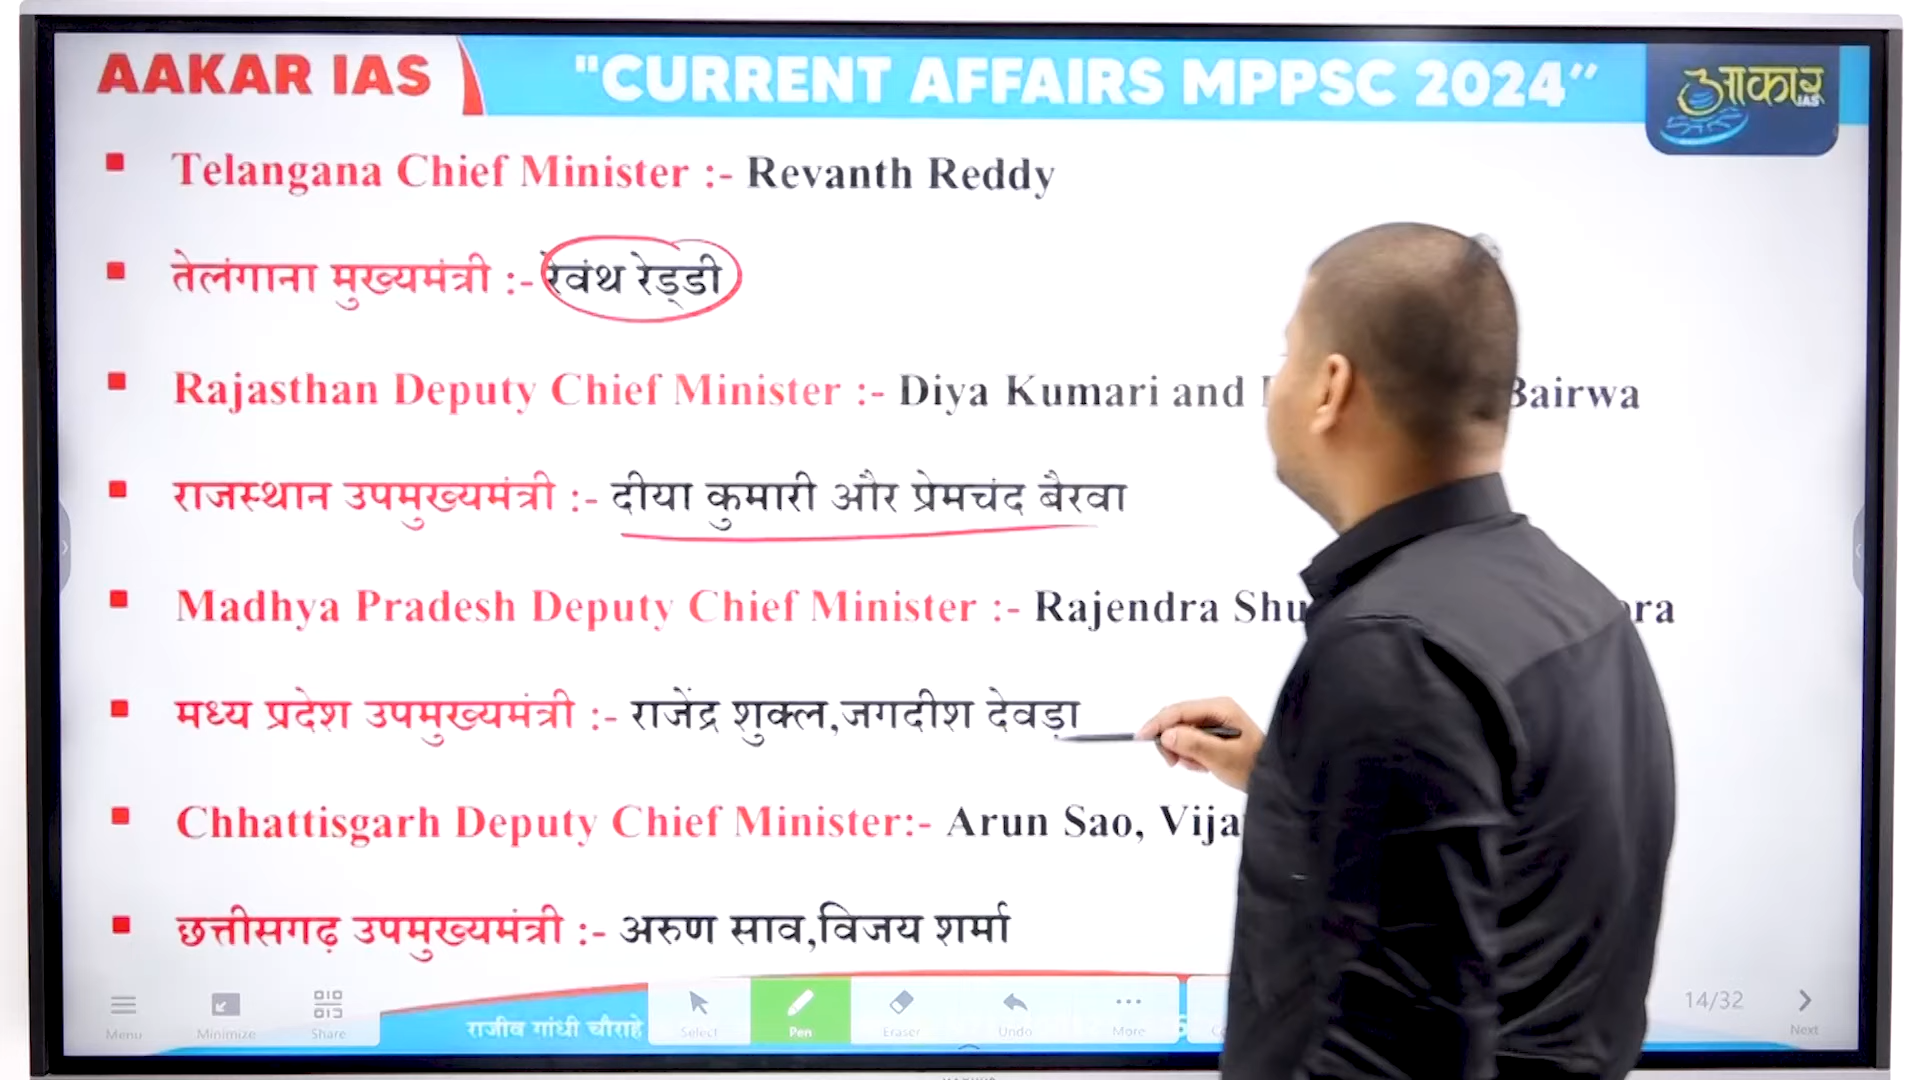 AAKAR IAS
"CURRENT AFFAIRS MPPSC 2024”
आकार
IAS
Telangana Chief Minister :- Revanth Reddy
तेलंगाना मुख्यमंत्री :- रेवंथ रेड्डी
Rajasthan Deputy Chief Minister :- Diya Kumari and Bairwa
राजस्थान उपमुख्यमंत्री :- दीया कुमारी और प्रेमचंद बैरवा
Madhya Pradesh Deputy Chief Minister :- Rajendra
मध्य प्रदेश उपमुख्यमंत्री :- राजेंद्र शुक्ल,जगदीश देवड़ा
Chhattisgarh Deputy Chief Minister:- Arun Sao,
छत्तीसगढ़ उपमुख्यमंत्री :- अरुण साव,विजय शर्मा
Menu Minimize Share
राजीव गांधी चौराहे
Select Pen Eraser Undo More
14/32
Next